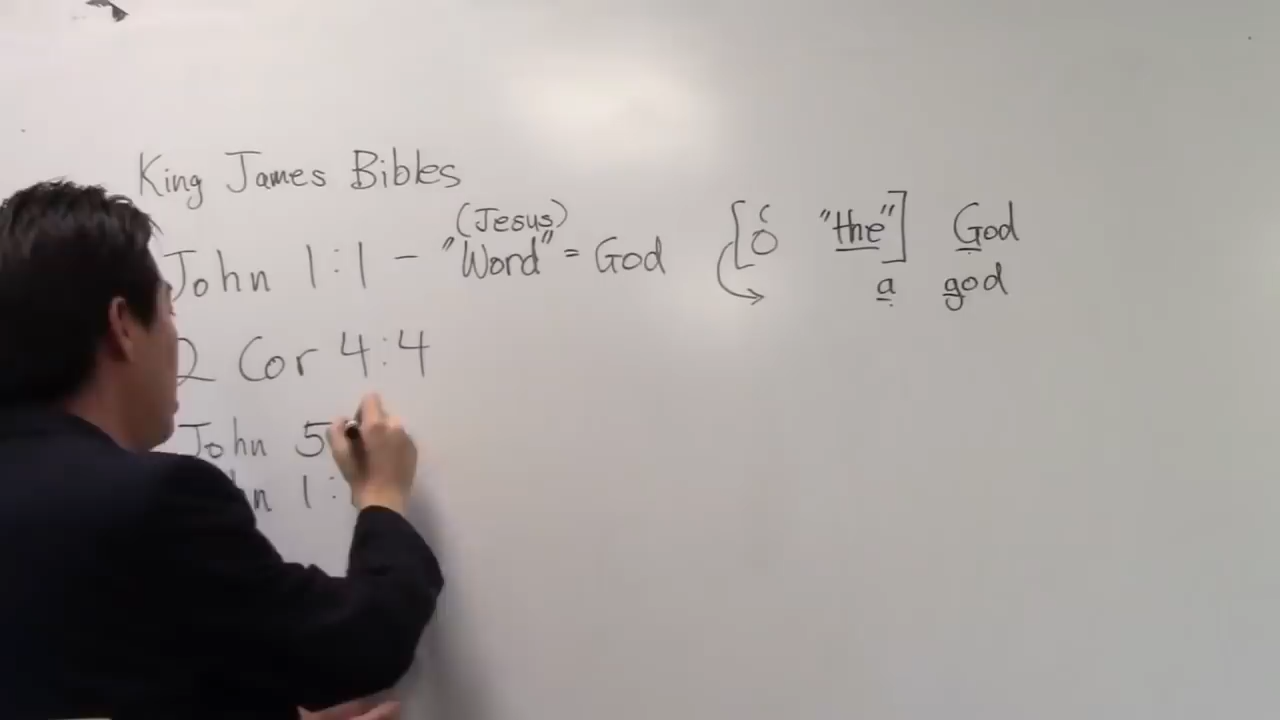 King James Bibles
(Jesus)
John 1:1 - "Word" = God [ὁ "the"] God
a god
2 Cor 4:4
John 5
1: